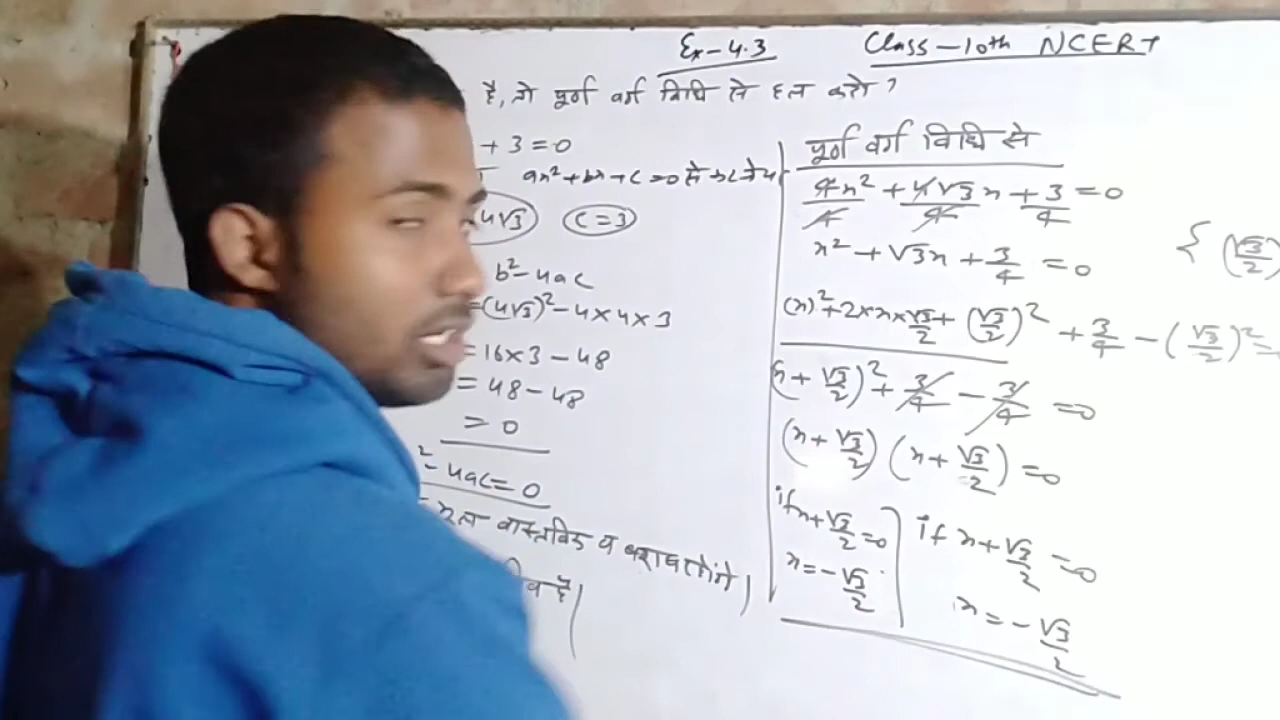 Ex-4.3 Class-10th NCERT
है, तो पूर्ण वर्ग विधि से हल करो ?
+ 3 = 0
ax² + bx + c = 0 से
4√3 c = 3
b² - 4ac
= (4√3)² - 4×4×3
= 16×3 - 48
= 48 - 48
= 0
² - 4ac = 0
मूल वास्तविक व बराबर होंगे।
है।
पूर्ण वर्ग विधि से
4x²/4 + 4√3x/4 + 3/4 = 0
x² + √3x + 3/4 = 0
{ (√3/2)
(x)² + 2×x×√3/2 + (√3/2)² + 3/4 - (√3/2)² =
(x + √3/2)² + 3/4 - 3/4 = 0
(x + √3/2) (x + √3/2) = 0
if x + √3/2 = 0
x = -√3/2
if x + √3/2 = 0
x = -√3/2